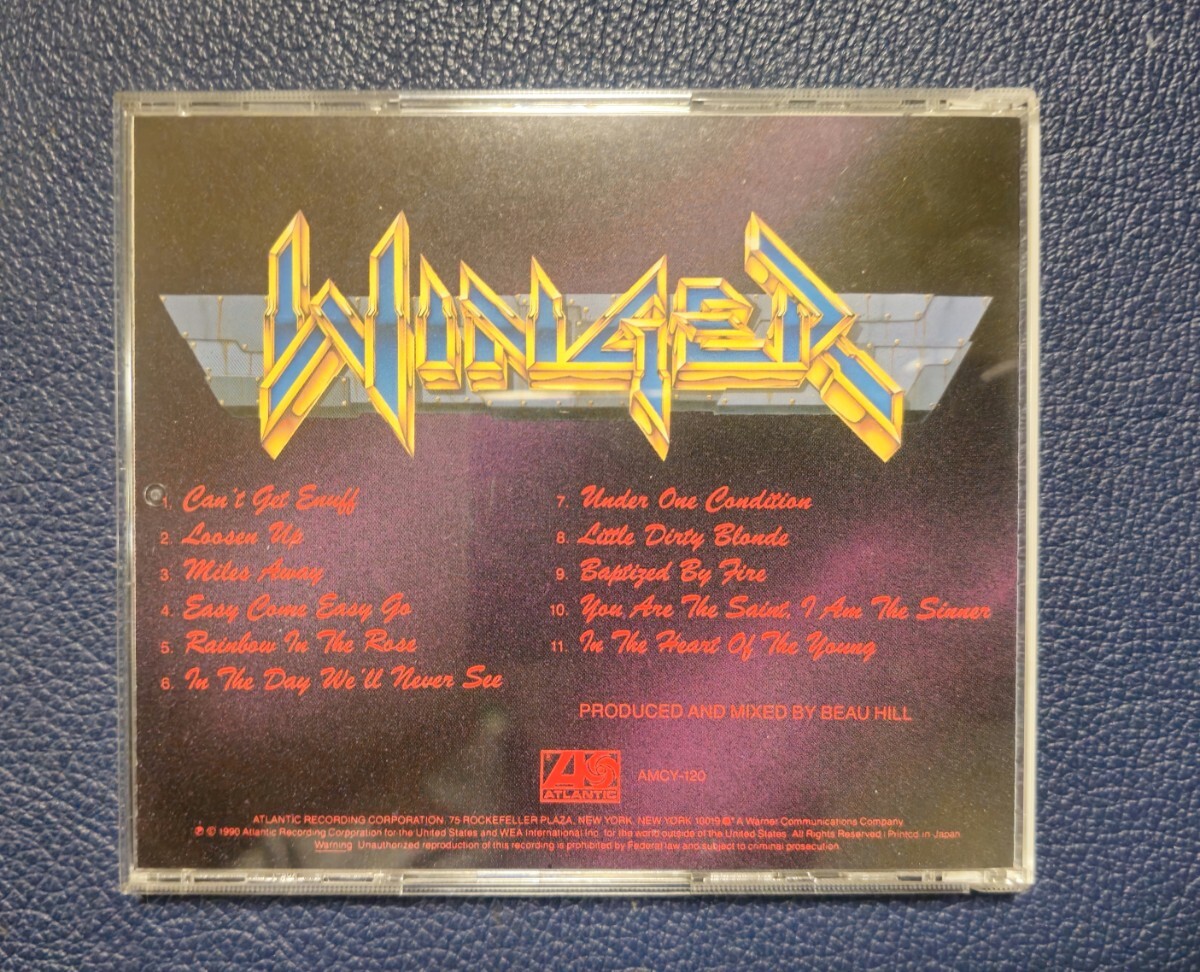 WINGER
1. Can't Get Enuff
2. Loosen Up
3. Miles Away
4. Easy Come Easy Go
5. Rainbow In The Rose
6. In The Day We'll Never See
7. Under One Condition
8. Little Dirty Blonde
9. Baptized By Fire
10. You Are The Saint, I Am The Sinner
11. In The Heart Of The Young
PRODUCED AND MIXED BY BEAU HILL
ATLANTIC
AMCY-120
ATLANTIC RECORDING CORPORATION, 75 ROCKEFELLER PLAZA, NEW YORK, NEW YORK 10019 A Warner Communications Company
℗ © 1990 Atlantic Recording Corporation for the United States and WEA International Inc. for the world outside of the United States. All Rights Reserved. Printed in Japan
Warning Unauthorized reproduction of this recording is prohibited by Federal law and subject to criminal prosecution.